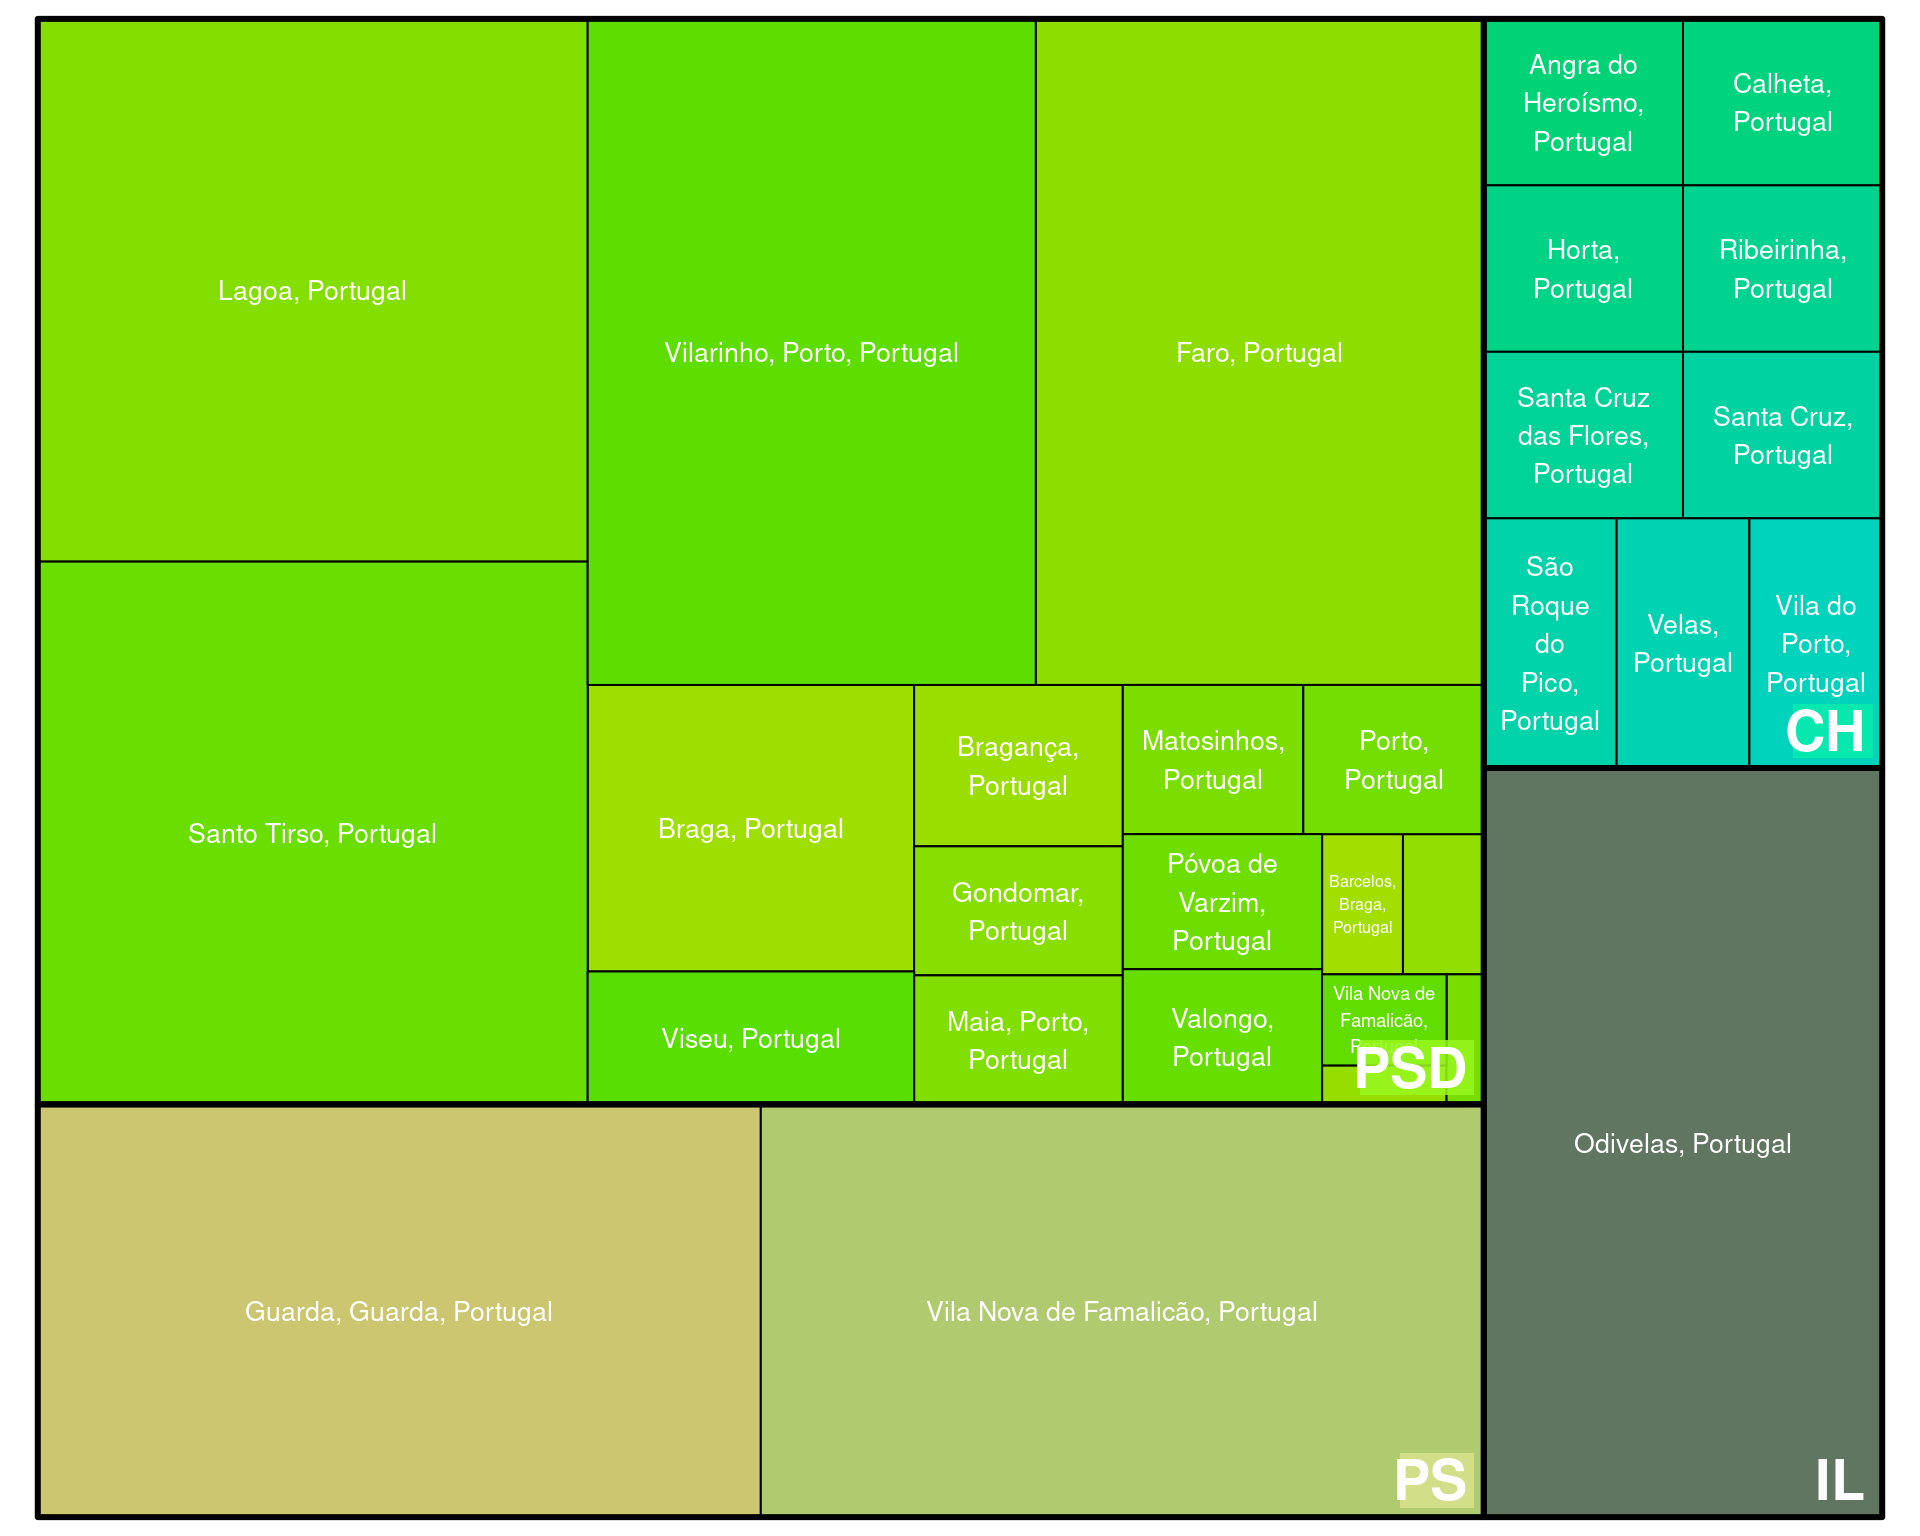 Lagoa, Portugal
Santo Tirso, Portugal
Vilarinho, Porto, Portugal
Faro, Portugal
Braga, Portugal
Viseu, Portugal
Bragança,
Portugal
Gondomar,
Portugal
Maia, Porto,
Portugal
Matosinhos,
Portugal
Porto,
Portugal
Póvoa de
Varzim,
Portugal
Valongo,
Portugal
Barcelos,
Braga,
Portugal
Vila Nova de
Famalicão,
PSD
Guarda, Guarda, Portugal
Vila Nova de Famalicão, Portugal
PS
Angra do
Heroísmo,
Portugal
Calheta,
Portugal
Horta,
Portugal
Ribeirinha,
Portugal
Santa Cruz
das Flores,
Portugal
Santa Cruz,
Portugal
São
Roque
do
Pico,
Portugal
Velas,
Portugal
Vila do
Porto,
Portugal
CH
Odivelas, Portugal
IL